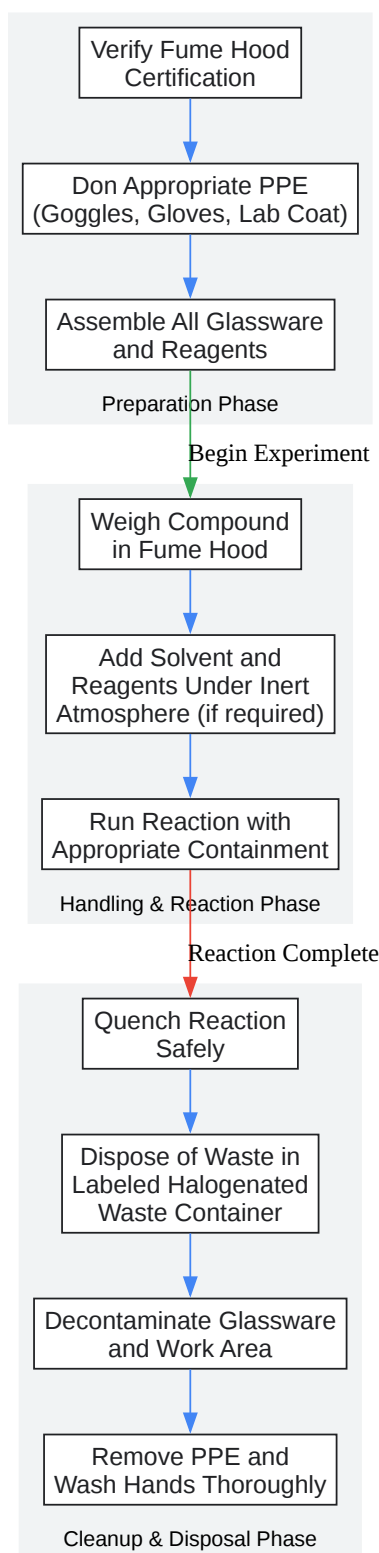 Verify Fume Hood
Certification
Don Appropriate PPE
(Goggles, Gloves, Lab Coat)
Assemble All Glassware
and Reagents
Preparation Phase
Begin Experiment
Weigh Compound
in Fume Hood
Add Solvent and
Reagents Under Inert
Atmosphere (if required)
Run Reaction with
Appropriate Containment
Handling & Reaction Phase
Reaction Complete
Quench Reaction
Safely
Dispose of Waste in
Labeled Halogenated
Waste Container
Decontaminate Glassware
and Work Area
Remove PPE and
Wash Hands Thoroughly
Cleanup & Disposal Phase